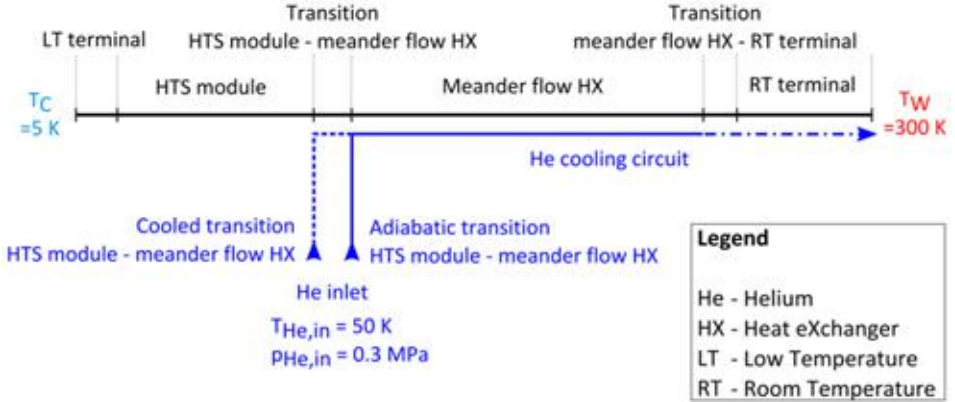 Transition
Transition
LT terminal
HTS module - meander flow HX
meander flow HX - RT terminal
HTS module
Meander flow HX
RT terminal
TC
=5 K
TW
=300 K
He cooling circuit
Cooled transition
HTS module - meander flow HX
Adiabatic transition
HTS module - meander flow HX
He inlet
THe,in = 50 K
pHe,in = 0.3 MPa
Legend
He - Helium
HX - Heat eXchanger
LT - Low Temperature
RT - Room Temperature